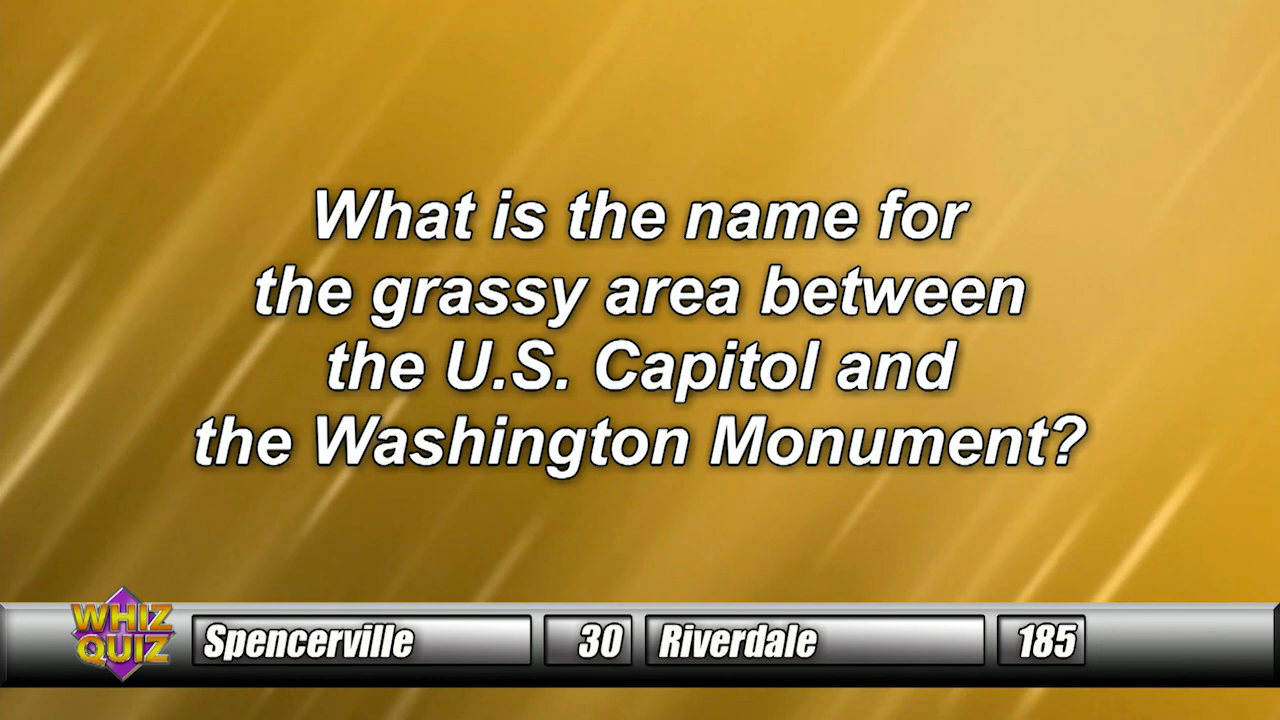 What is the name for
the grassy area between
the U.S. Capitol and
the Washington Monument?
WHIZ
QUIZ
Spencerville 30 Riverdale 185